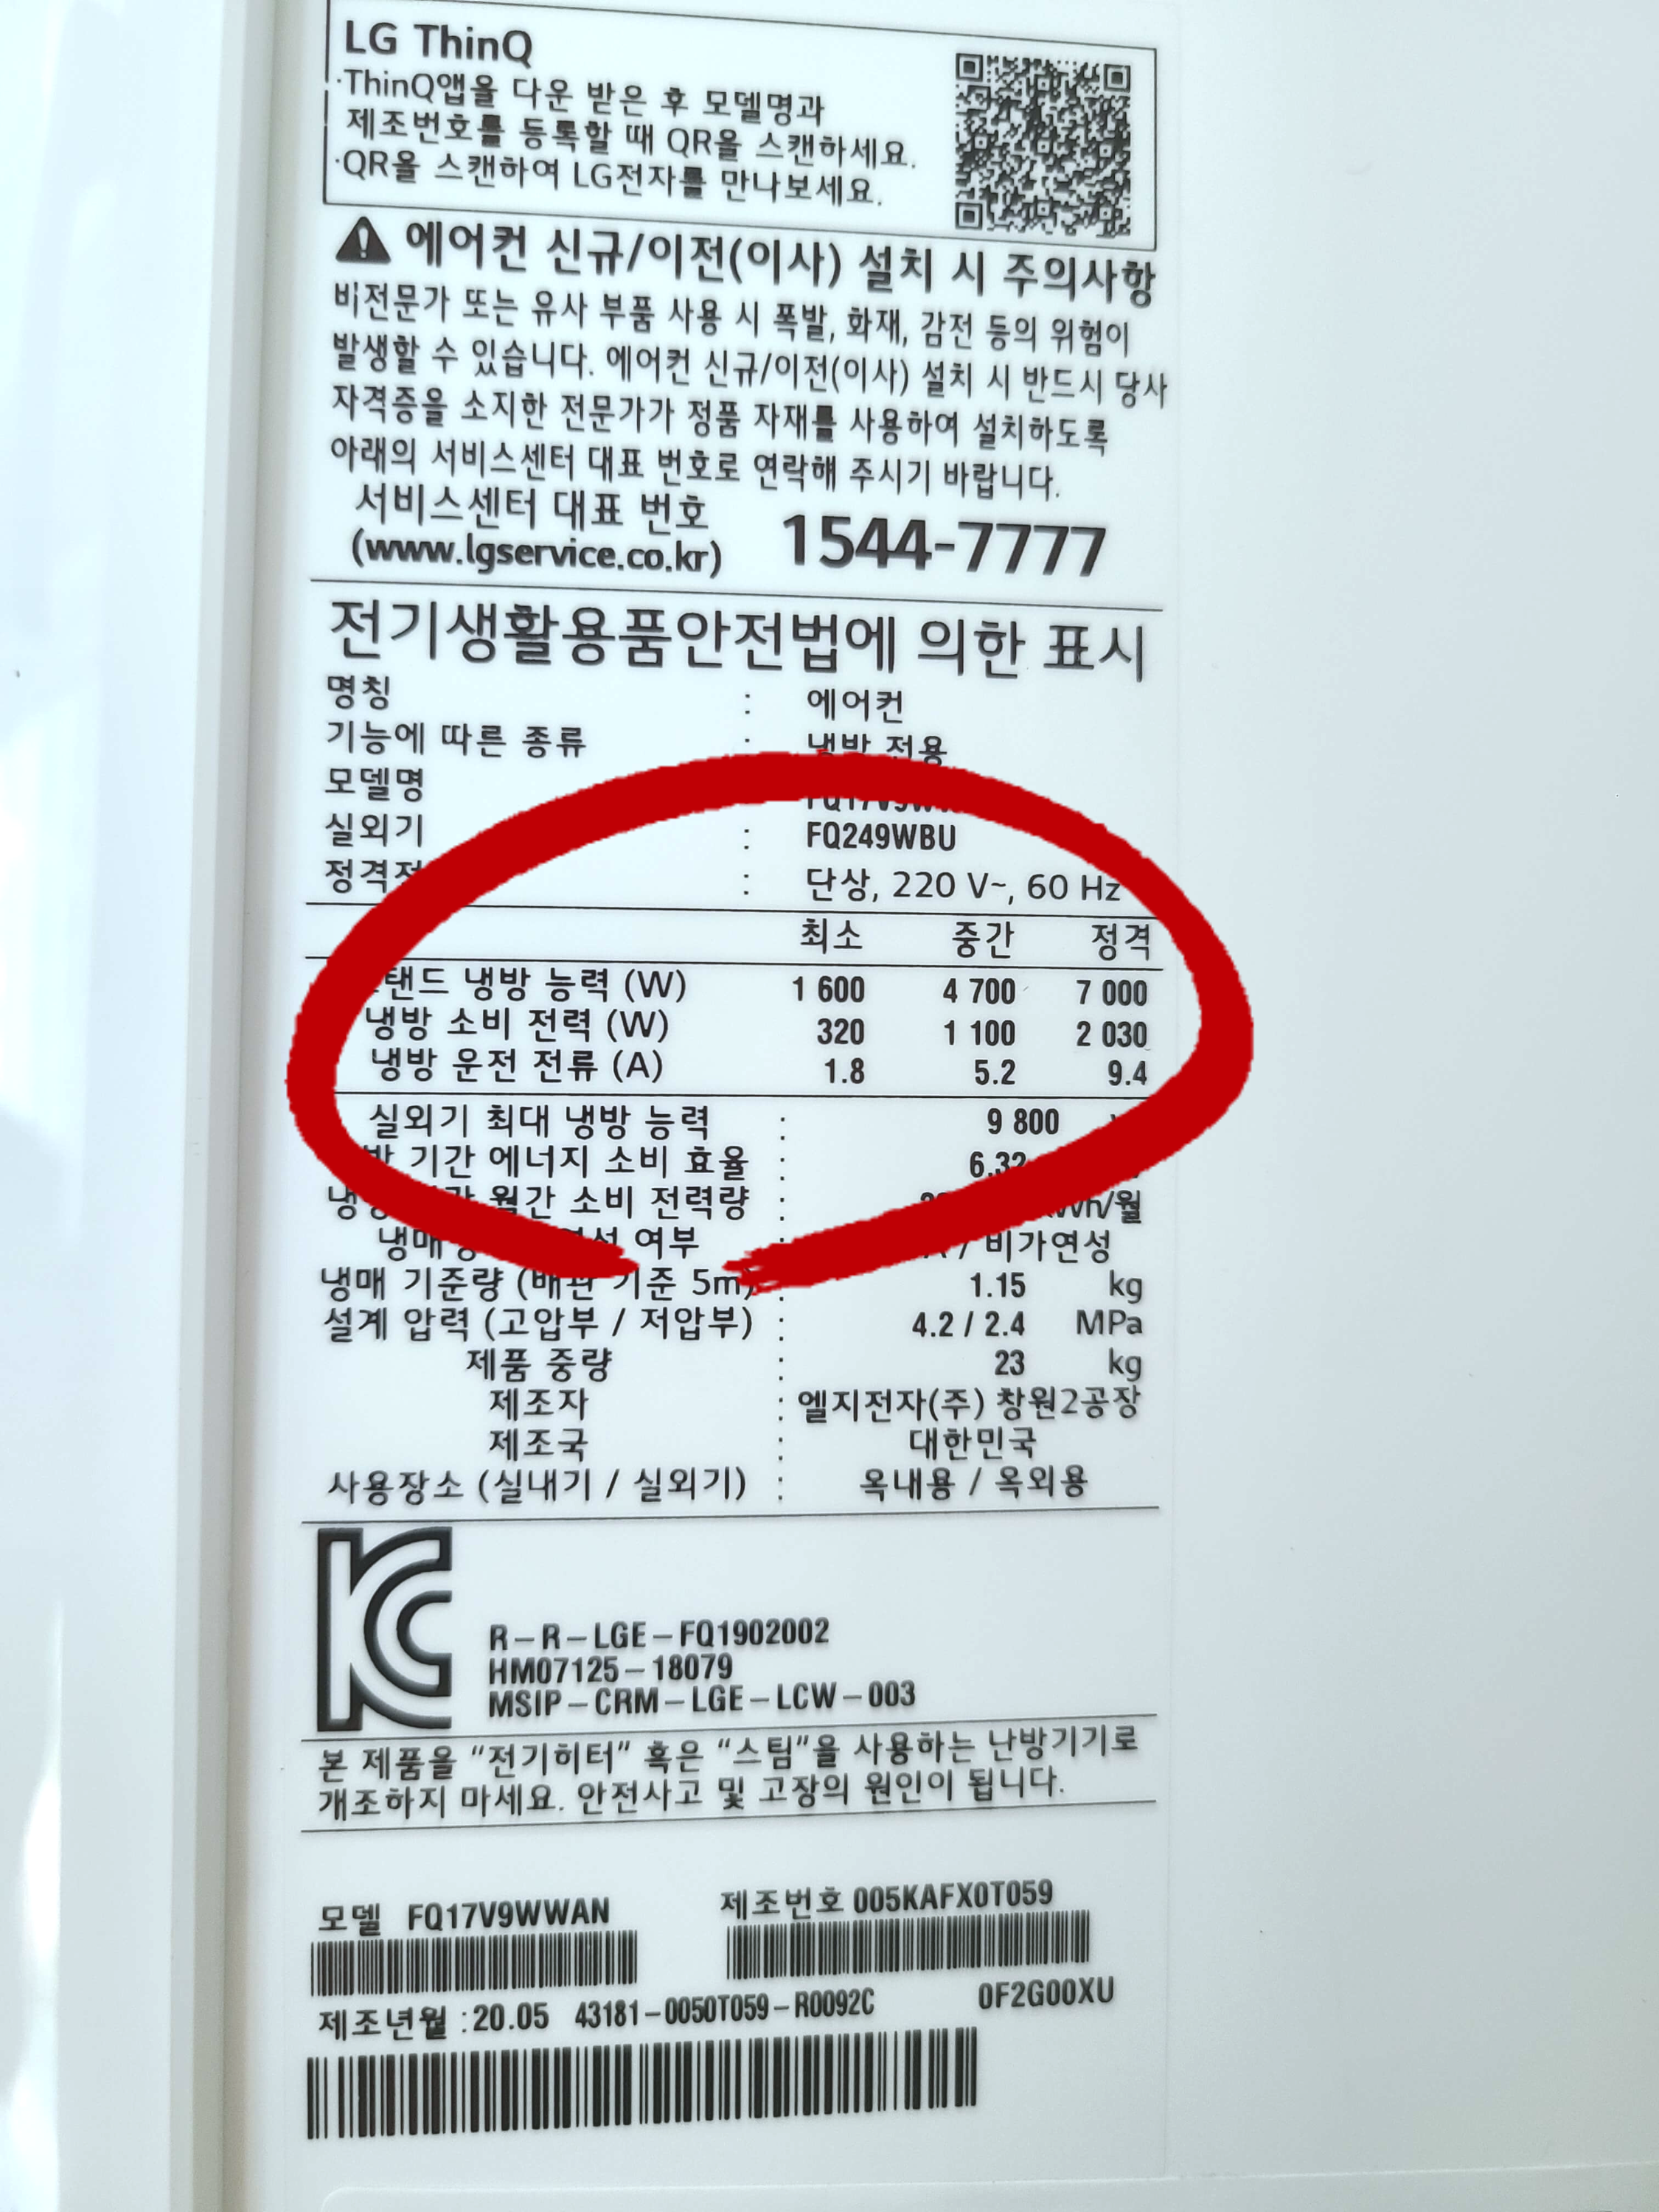 LG ThinQ
·ThinQ앱을 다운 받은 후 모델명과
제조번호를 등록할 때 QR을 스캔하세요.
·QR을 스캔하여 LG전자를 만나보세요.
에어컨 신규/이전(이사) 설치 시 주의사항
비전문가 또는 유사 부품 사용 시 폭발, 화재, 감전 등의 위험이
발생할 수 있습니다. 에어컨 신규/이전(이사) 설치 시 반드시 당사
자격증을 소지한 전문가가 정품 자재를 사용하여 설치하도록
아래의 서비스센터 대표 번호로 연락해 주시기 바랍니다.
서비스센터 대표 번호
(www.lgservice.co.kr) 1544-7777
전기생활용품안전법에 의한 표시
명칭 : 에어컨
기능에 따른 종류 : 냉방 전용
모델명
실외기 : FQ249WBU
: 단상, 220 V~, 60 Hz
최소 중간 정격
냉방 능력 (W) 1 600 4 700 7 000
냉방 소비 전력 (W) 320 1 100 2 030
냉방 운전 전류 (A) 1.8 5.2 9.4
실외기 최대 냉방 능력 : 9 800
기간 에너지 소비 효율 : 6.32
월간 소비 전력량 :
여부 : / 비가연성
냉매 기준량 (배관 기준 5m) : 1.15 kg
설계 압력 (고압부 / 저압부) : 4.2 / 2.4 MPa
제품 중량 : 23 kg
제조자 : 엘지전자(주) 창원2공장
제조국 : 대한민국
사용장소 (실내기 / 실외기) : 옥내용 / 옥외용
R-R-LGE-FQ1902002
HM07125-18079
MSIP-CRM-LGE-LCW-003
본 제품을 “전기히터” 혹은 “스팀”을 사용하는 난방기기로
개조하지 마세요. 안전사고 및 고장의 원인이 됩니다.
모델 FQ17V9WWAN 제조번호 005KAFX0T059
제조년월 : 20.05 43181-0050T059-R0092C 0F2G00XU